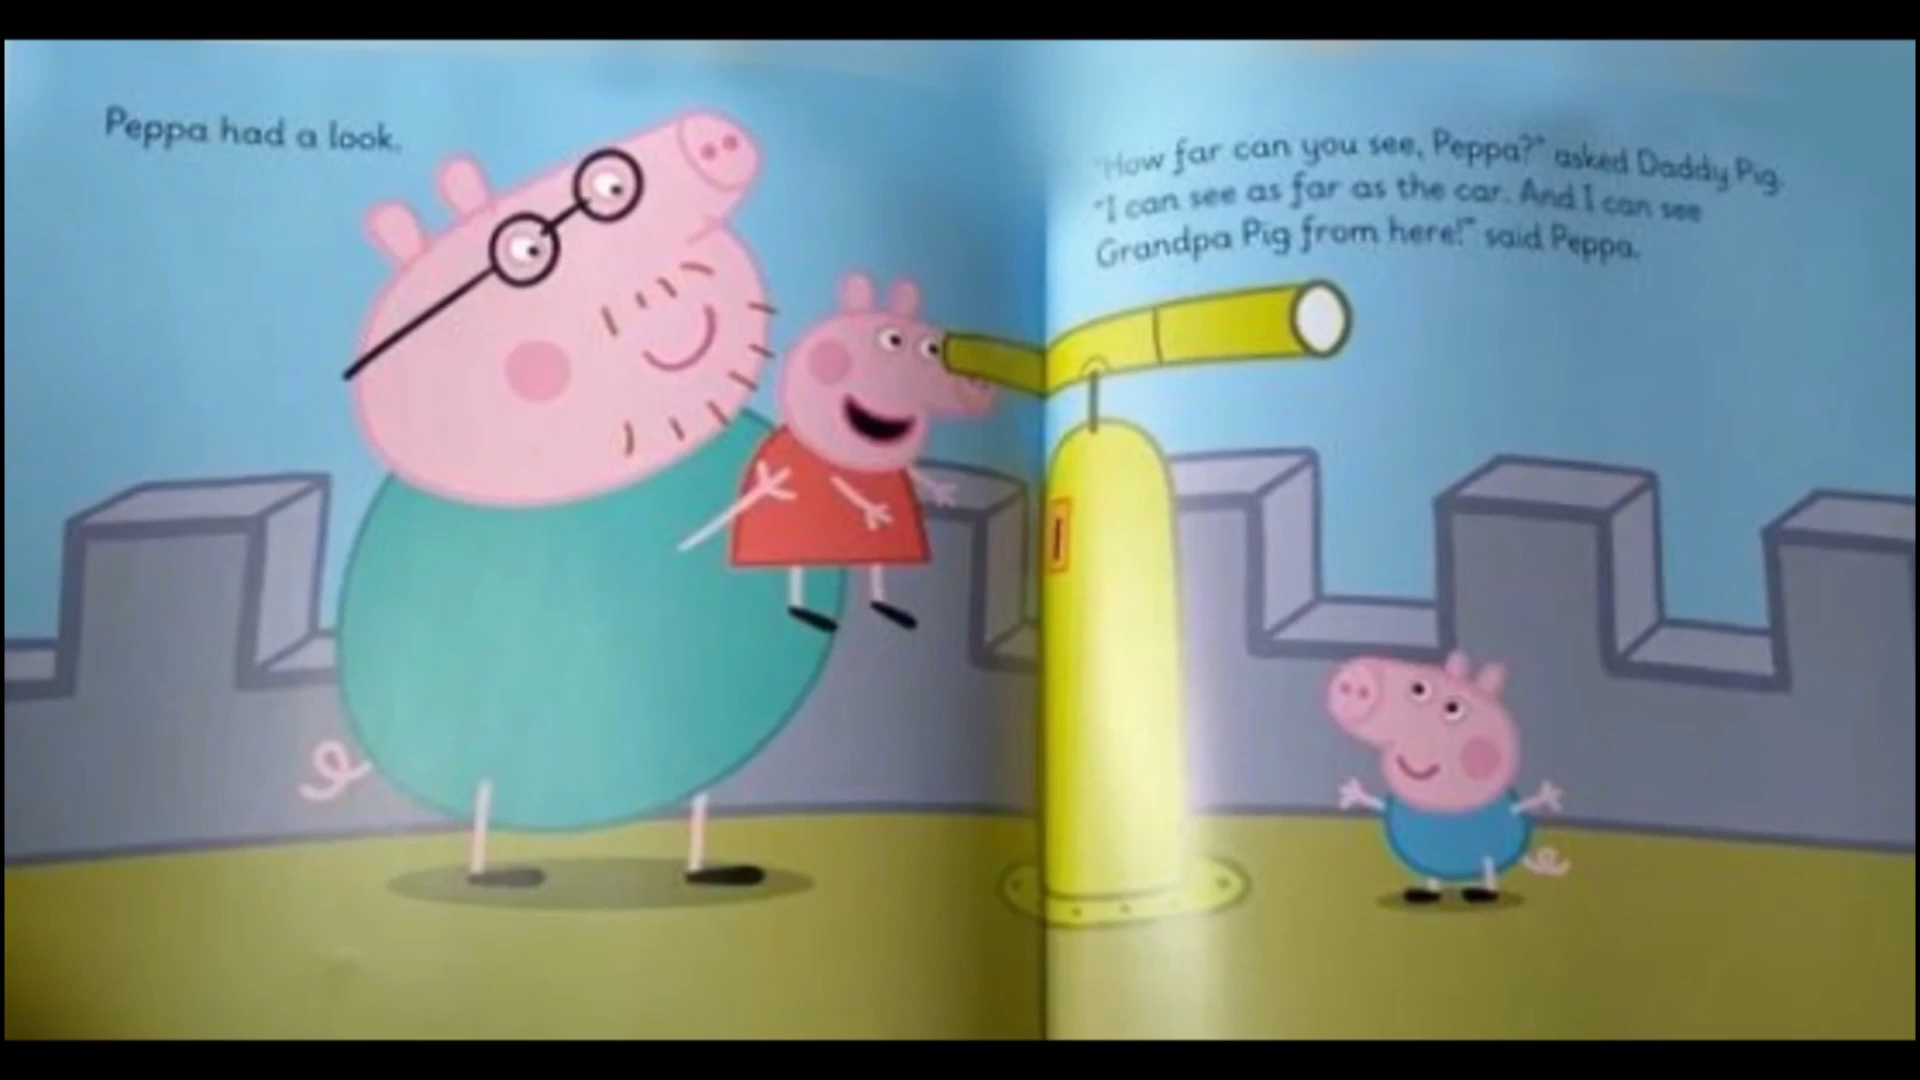 Peppa had a look.
"How far can you see, Peppa?" asked Daddy Pig.
"I can see as far as the car. And I can see
Grandpa Pig from here!" said Peppa.